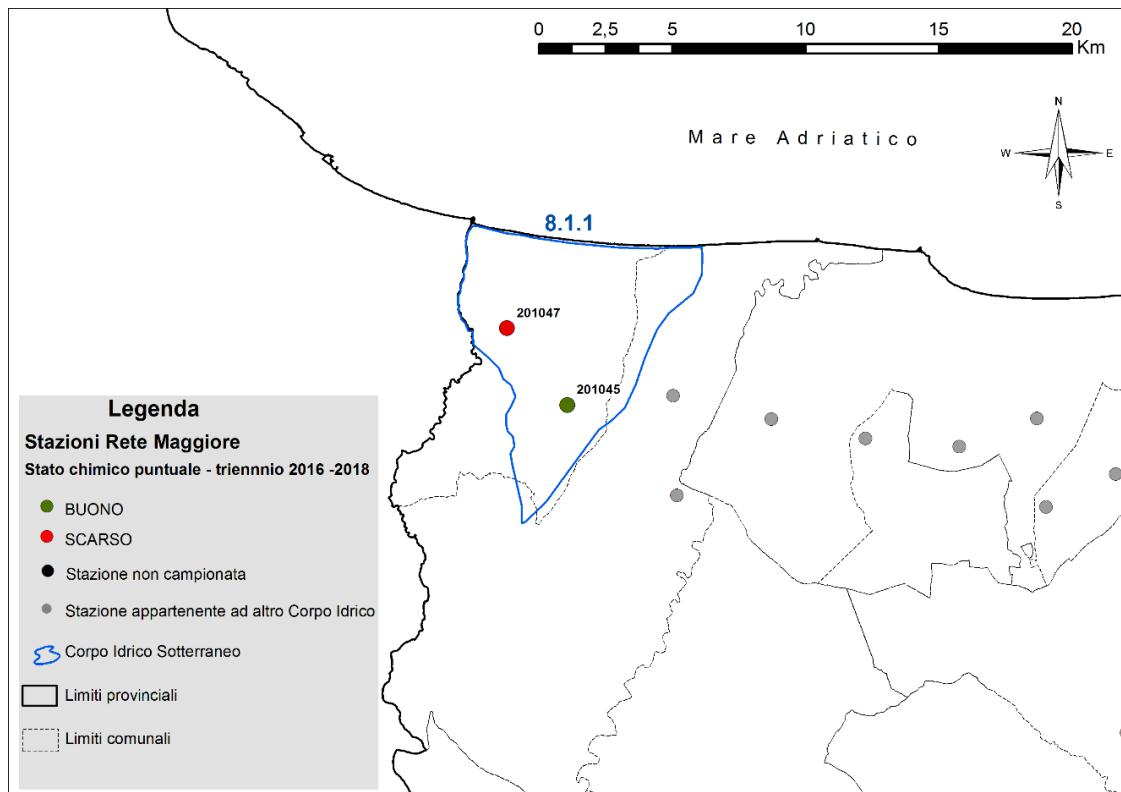 0 2,5 5 10 15 20
Km
Mare Adriatico
N
W E
S
8.1.1
201047
201045
Legenda
Stazioni Rete Maggiore
Stato chimico puntuale - triennnio 2016 -2018
BUONO
SCARSO
Stazione non campionata
Stazione appartenente ad altro Corpo Idrico
Corpo Idrico Sotterraneo
Limiti provinciali
Limiti comunali